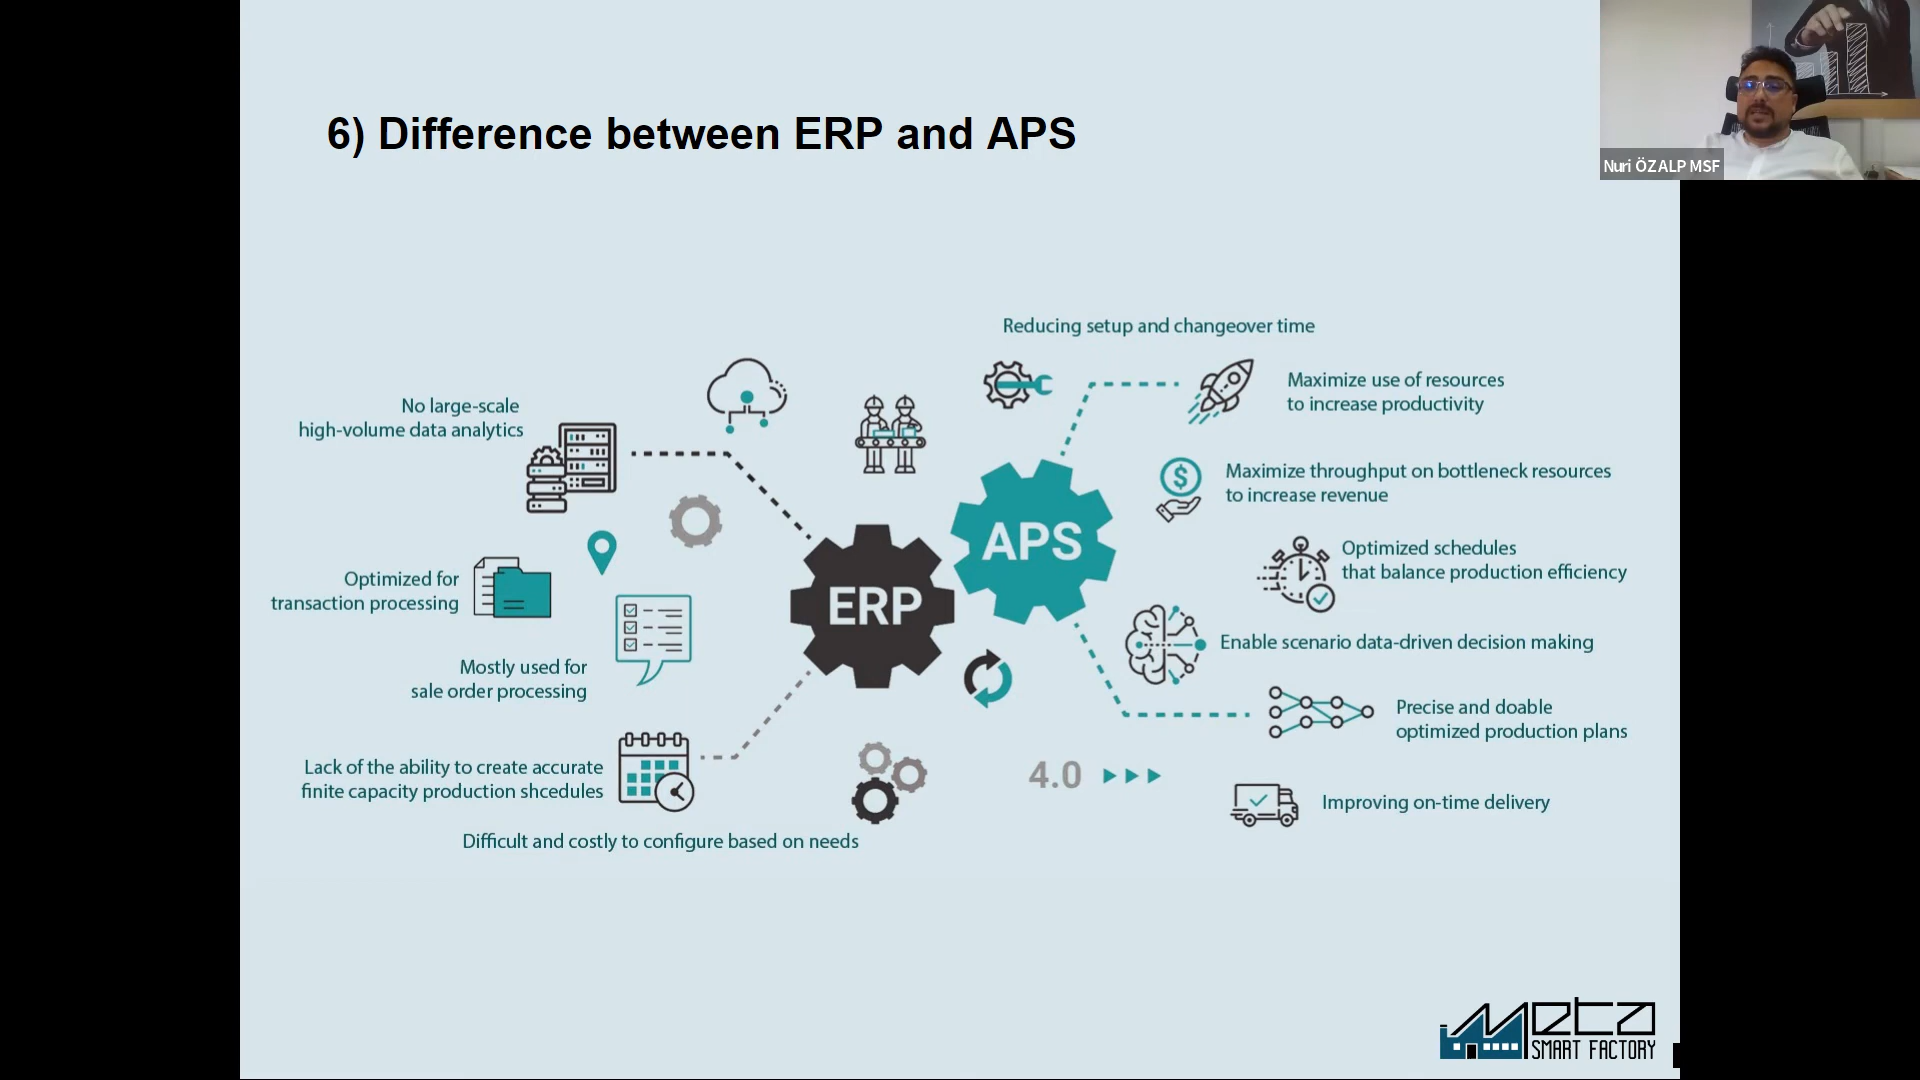 6) Difference between ERP and APS
Nuri ÖZALP MSF
No large-scale
high-volume data analytics
Optimized for
transaction processing
Mostly used for
sale order processing
Lack of the ability to create accurate
finite capacity production shcedules
Difficult and costly to configure based on needs
ERP
APS
Reducing setup and changeover time
Maximize use of resources
to increase productivity
$
Maximize throughput on bottleneck resources
to increase revenue
Optimized schedules
that balance production efficiency
Enable scenario data-driven decision making
Precise and doable
optimized production plans
4.0
Improving on-time delivery
meta
SMART FACTORY